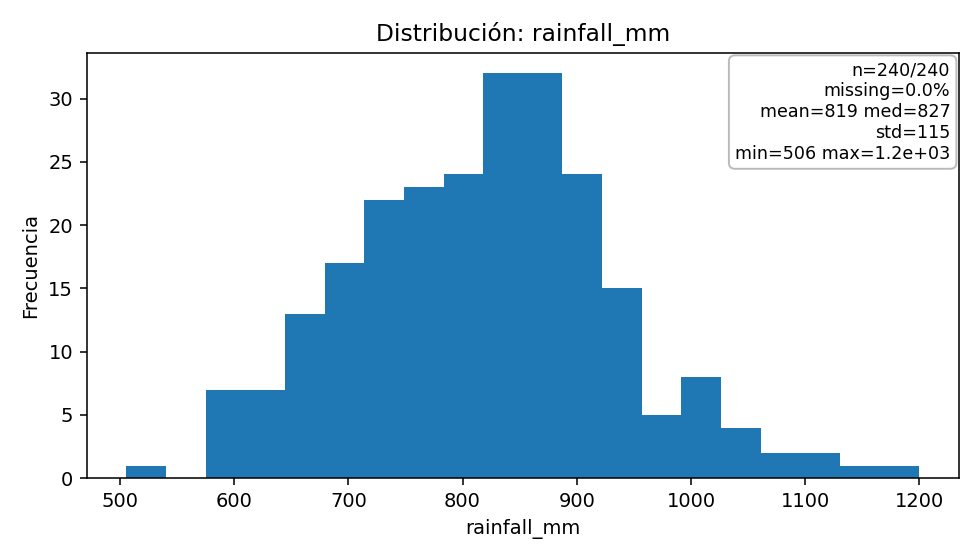 Distribución: rainfall_mm
n=240/240
missing=0.0%
mean=819 med=827
std=115
min=506 max=1.2e+03
Frecuencia
30
25
20
15
10
5
0
500 600 700 800 900 1000 1100 1200
rainfall_mm